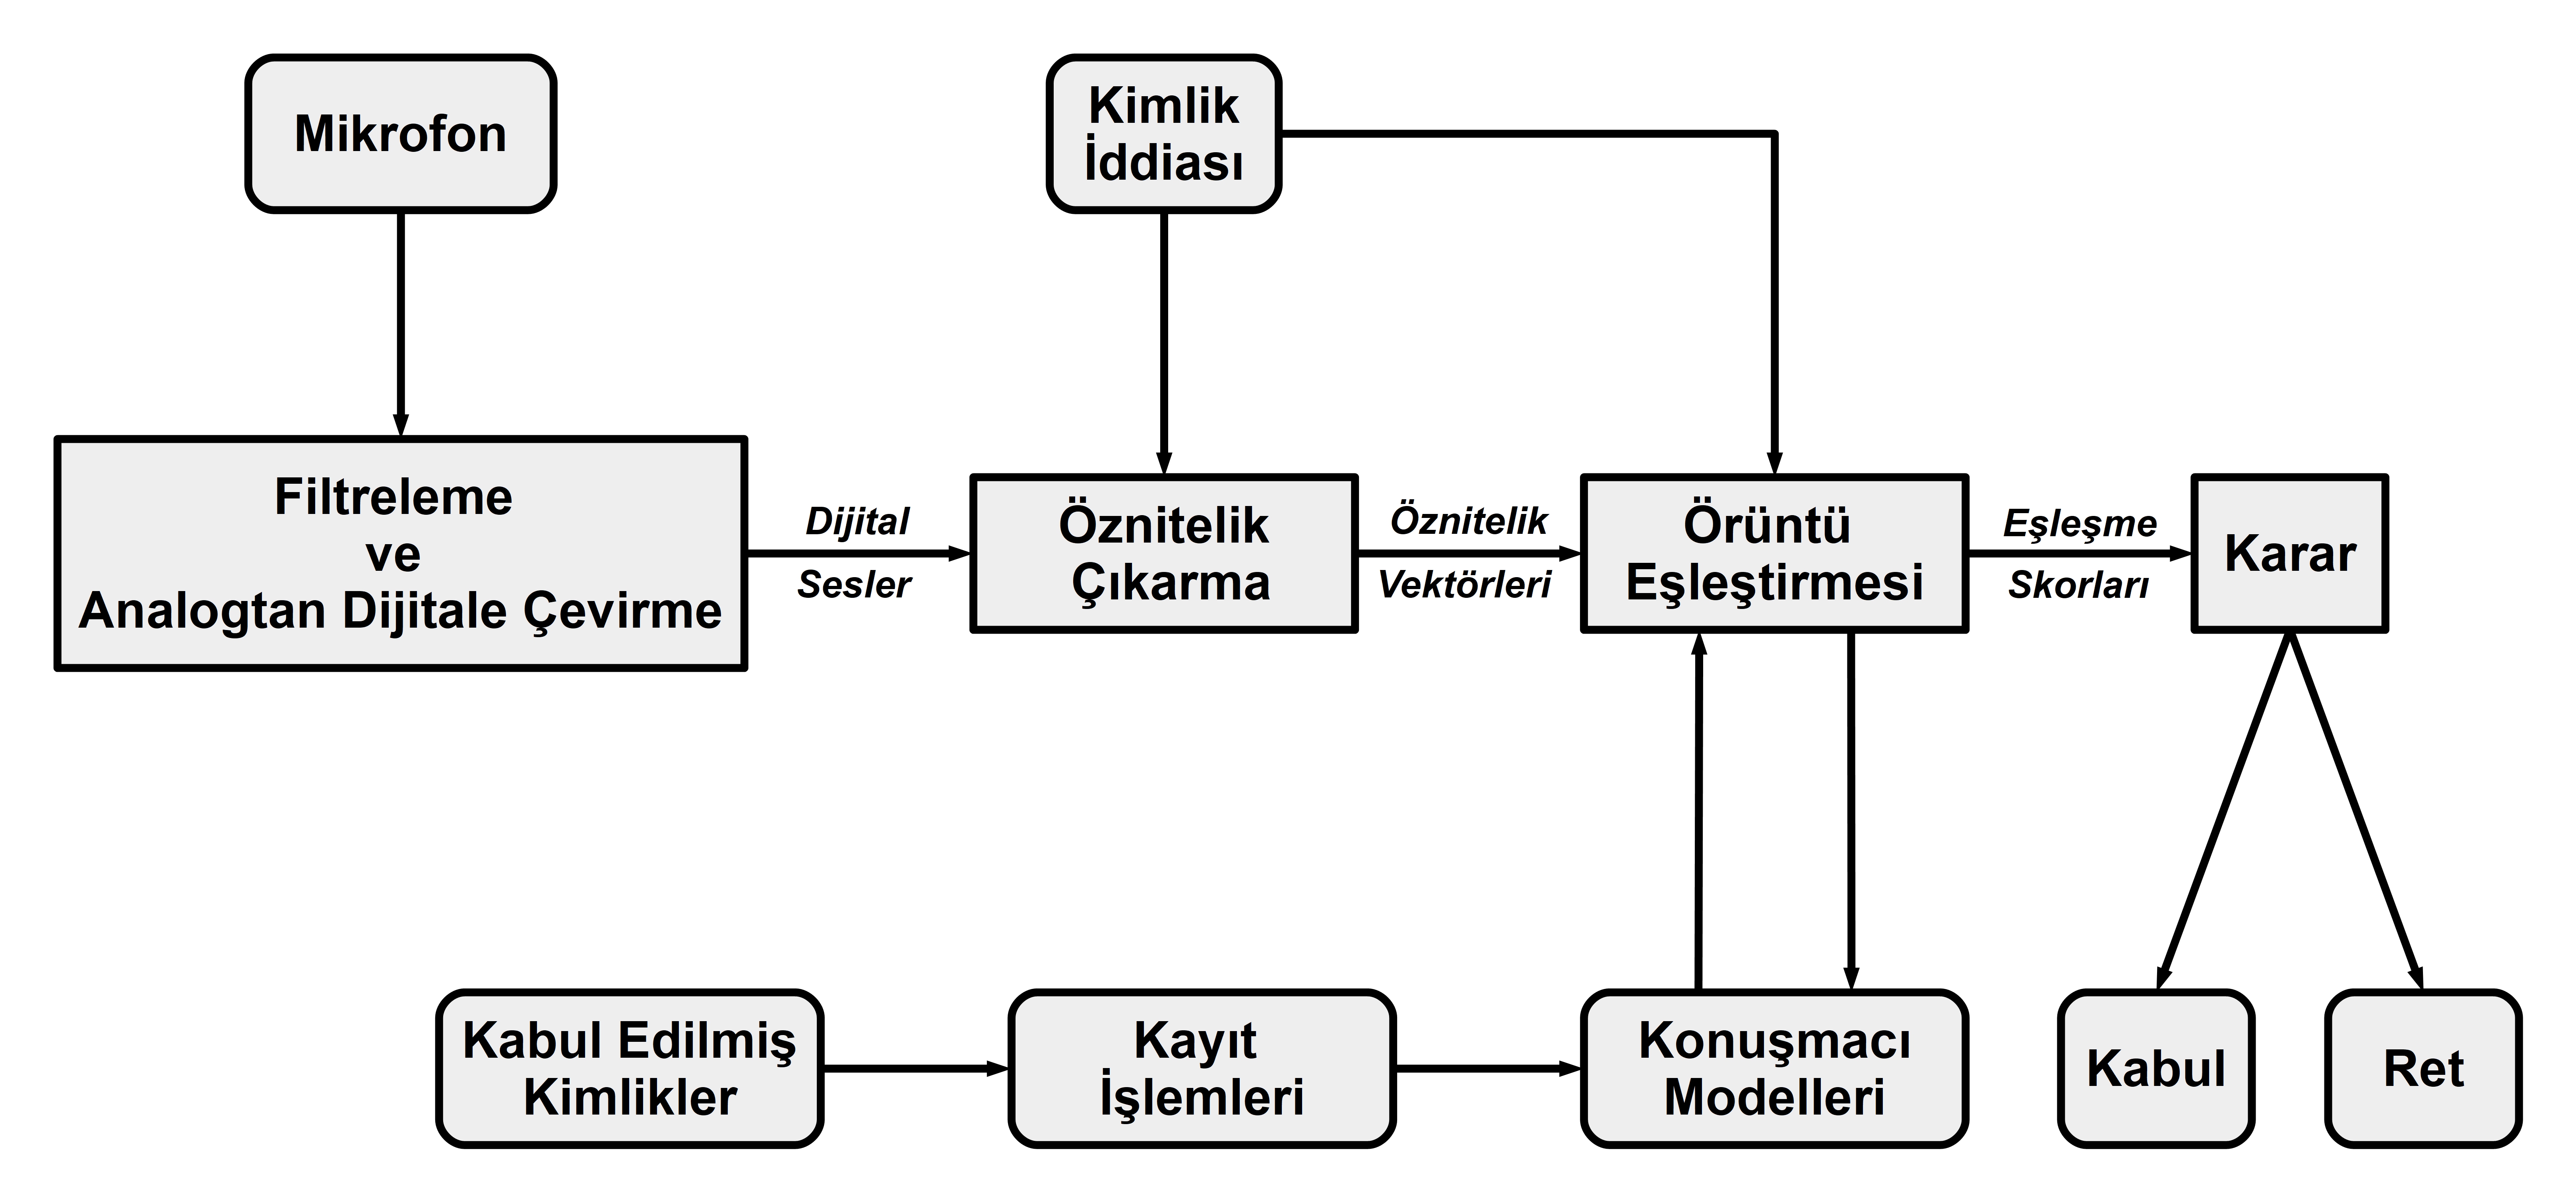 Mikrofon
Kimlik
İddiası
Filtreleme
ve
Analogtan Dijitale Çevirme
Dijital
Sesler
Öznitelik
Çıkarma
Öznitelik
Vektörleri
Örüntü
Eşleştirmesi
Eşleşme
Skorları
Karar
Kabul Edilmiş
Kimlikler
Kayıt
İşlemleri
Konuşmacı
Modelleri
Kabul
Ret